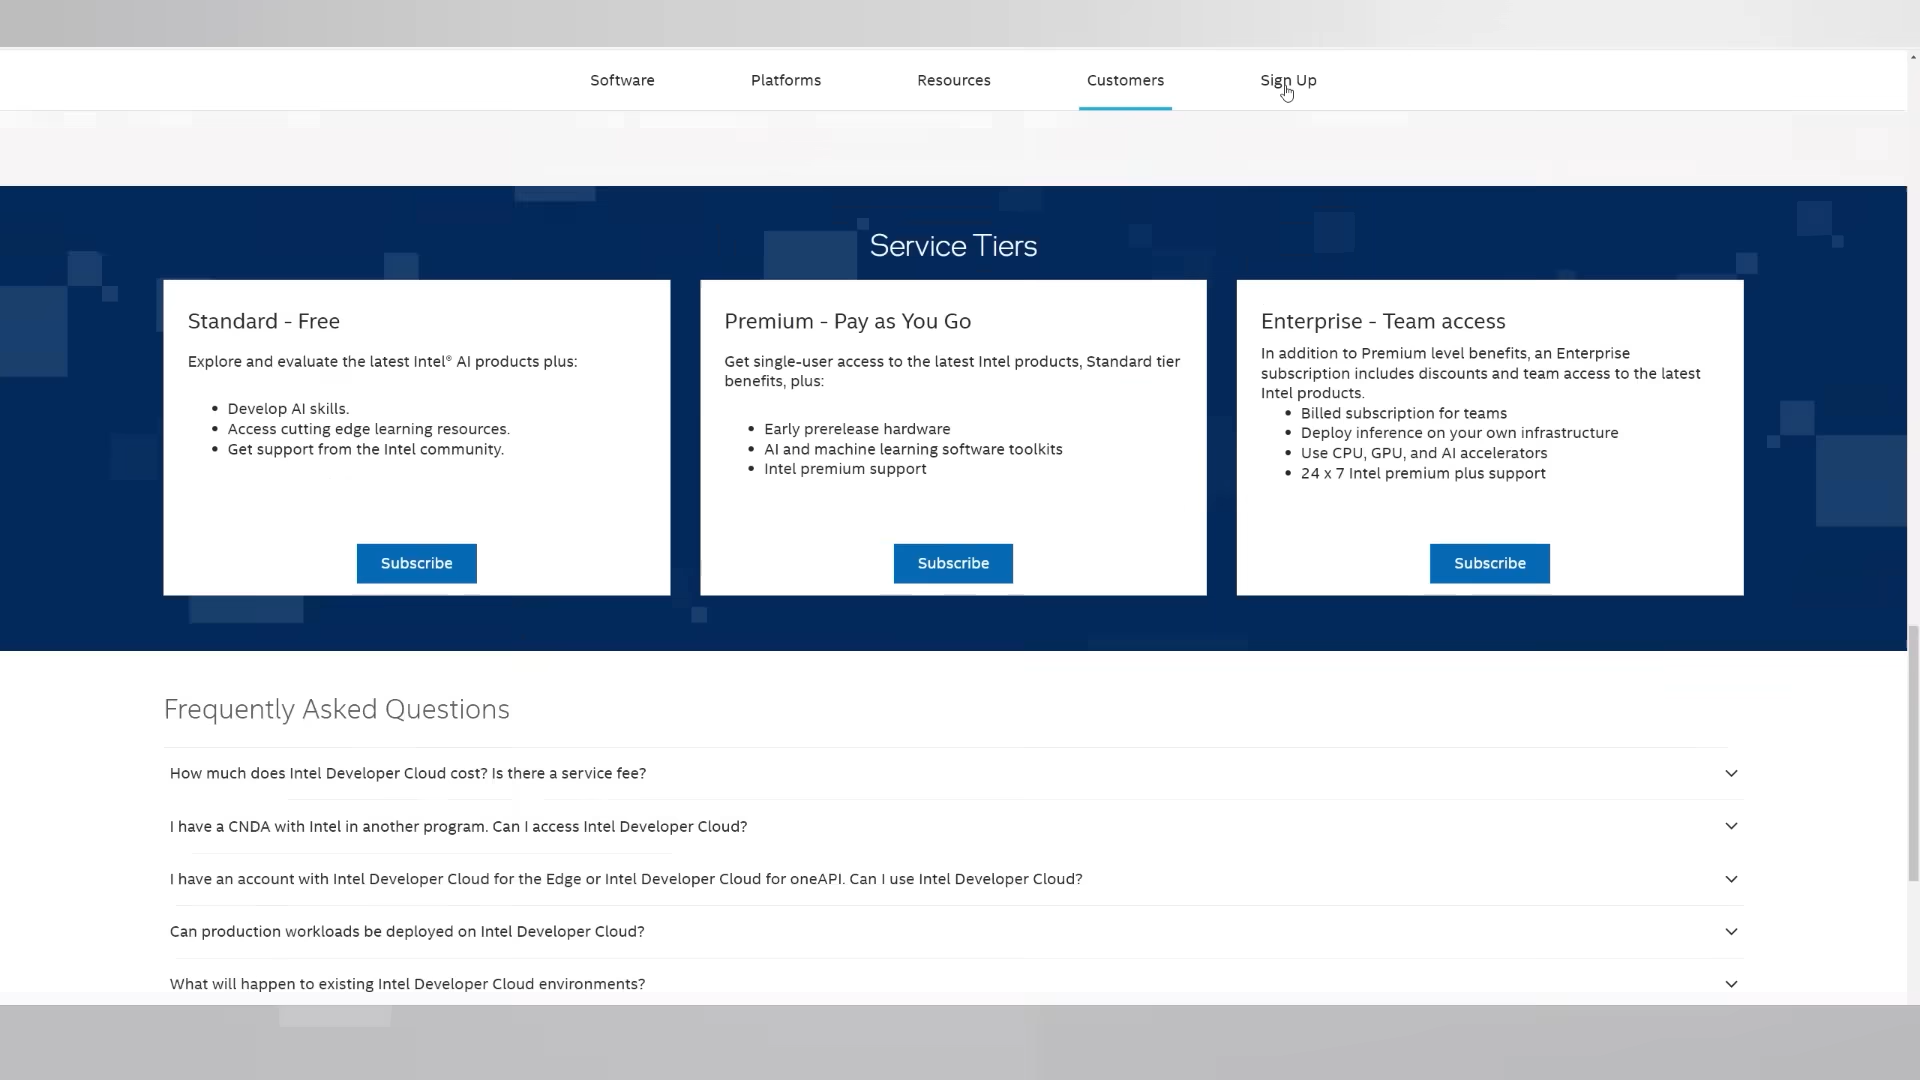 Software
Platforms
Resources
Customers
Sign Up
Service Tiers
Standard - Free
Explore and evaluate the latest Intel® AI products plus:
• Develop AI skills.
• Access cutting edge learning resources.
• Get support from the Intel community.
Subscribe
Premium - Pay as You Go
Get single-user access to the latest Intel products, Standard tier
benefits, plus:
• Early prerelease hardware
• AI and machine learning software toolkits
• Intel premium support
Subscribe
Enterprise - Team access
In addition to Premium level benefits, an Enterprise
subscription includes discounts and team access to the latest
Intel products.
• Billed subscription for teams
• Deploy inference on your own infrastructure
• Use CPU, GPU, and AI accelerators
• 24 x 7 Intel premium plus support
Subscribe
Frequently Asked Questions
How much does Intel Developer Cloud cost? Is there a service fee?
I have a CNDA with Intel in another program. Can I access Intel Developer Cloud?
I have an account with Intel Developer Cloud for the Edge or Intel Developer Cloud for oneAPI. Can I use Intel Developer Cloud?
Can production workloads be deployed on Intel Developer Cloud?
What will happen to existing Intel Developer Cloud environments?